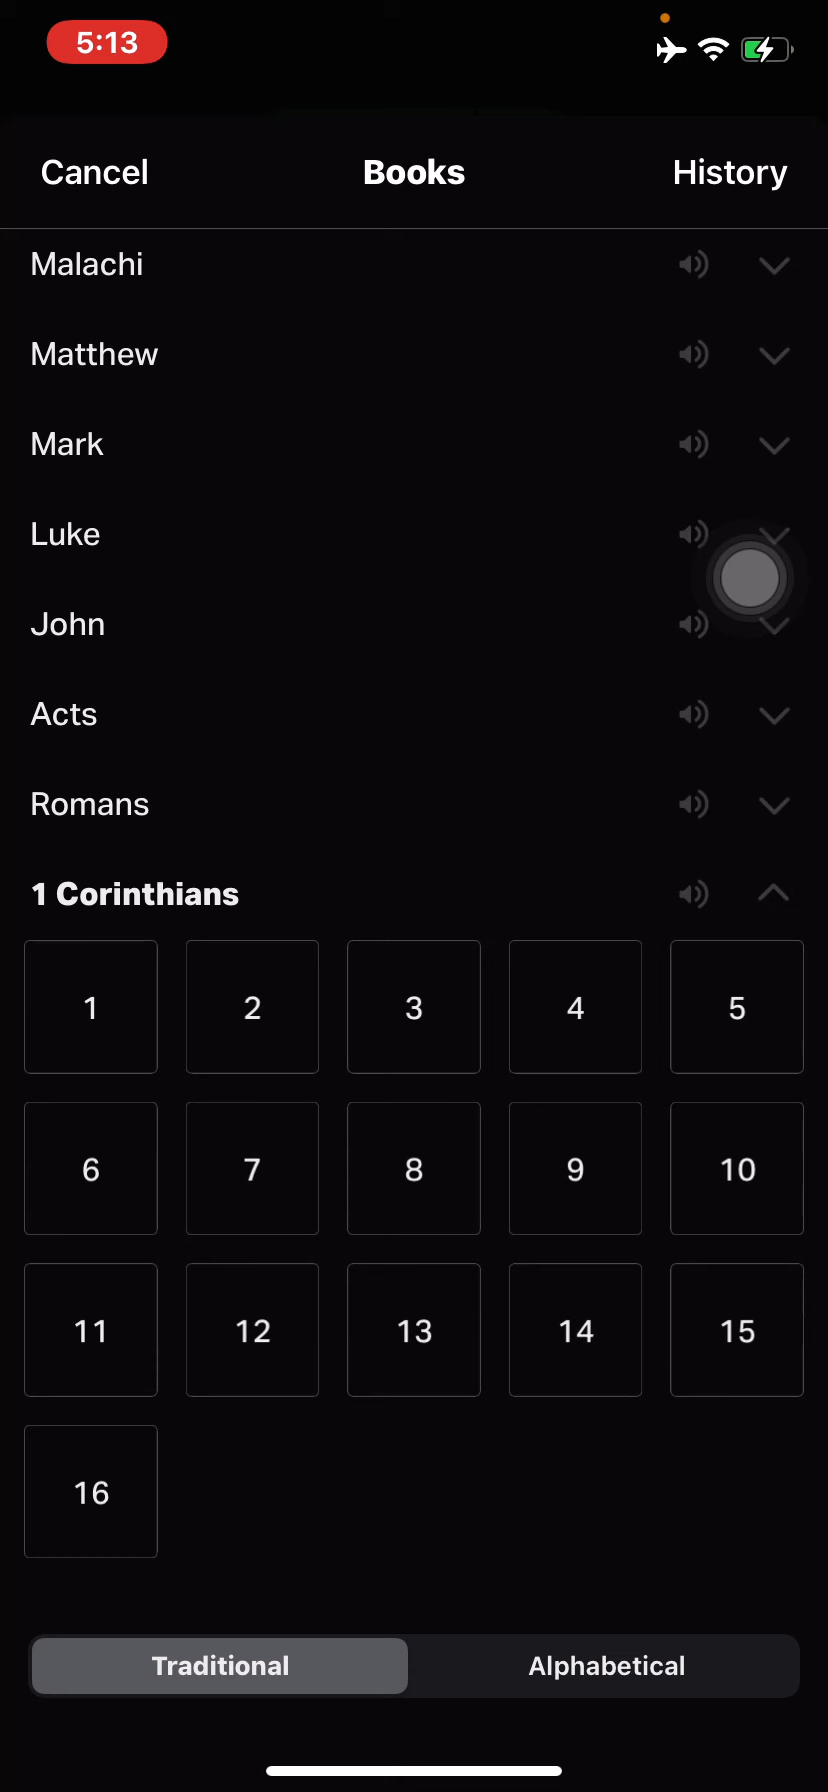 5:13
Cancel Books History
Malachi
Matthew
Mark
Luke
John
Acts
Romans
1 Corinthians
1 2 3 4 5
6 7 8 9 10
11 12 13 14 15
16
Traditional Alphabetical